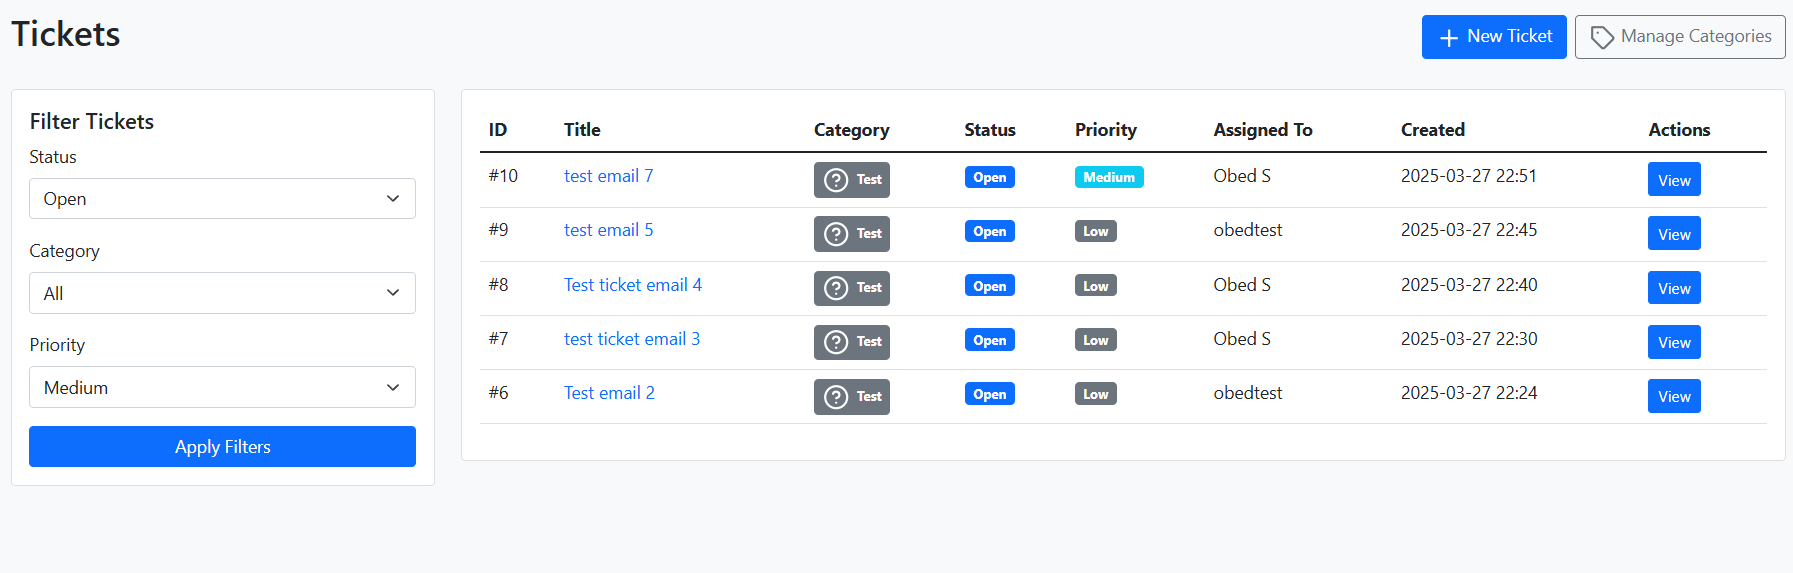 Tickets
New Ticket
Manage Categories
Filter Tickets
Status
Open
Category
All
Priority
Medium
Apply Filters
ID Title Category Status Priority Assigned To Created Actions
#10 test email 7 Test Open Medium Obed S 2025-03-27 22:51 View
#9 test email 5 Test Open Low obedtest 2025-03-27 22:45 View
#8 Test ticket email 4 Test Open Low Obed S 2025-03-27 22:40 View
#7 test ticket email 3 Test Open Low Obed S 2025-03-27 22:30 View
#6 Test email 2 Test Open Low obedtest 2025-03-27 22:24 View